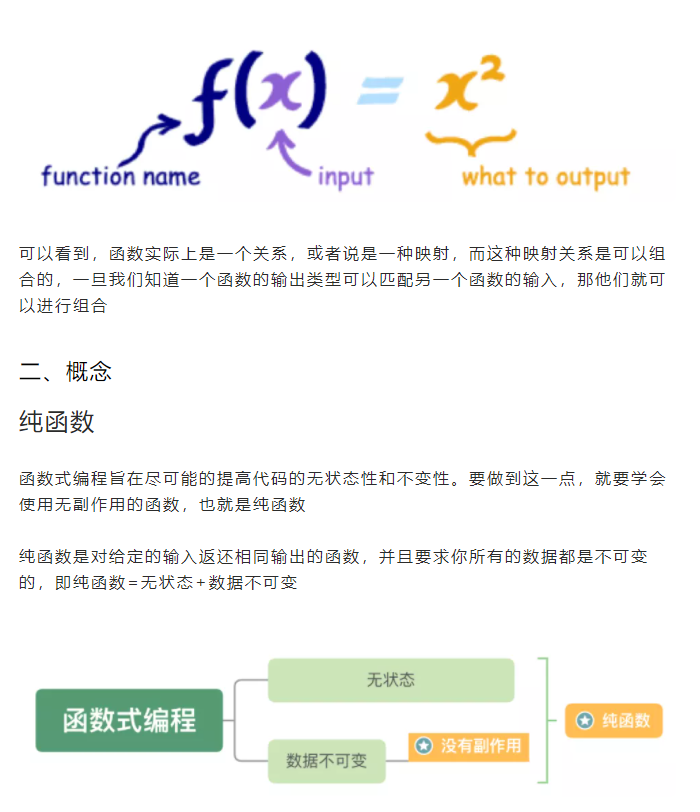 f(x) = x²
function name
input
what to output
可以看到，函数实际上是一个关系，或者说是一种映射，而这种映射关系是可以组
合的，一旦我们知道一个函数的输出类型可以匹配另一个函数的输入，那他们就可
以进行组合
二、概念
纯函数
函数式编程旨在尽可能的提高代码的无状态性和不变性。要做到这一点，就要学会
使用无副作用的函数，也就是纯函数
纯函数是对给定的输入返还相同输出的函数，并且要求你所有的数据都是不可变
的，即纯函数=无状态+数据不可变
函数式编程
无状态
数据不可变
没有副作用
纯函数